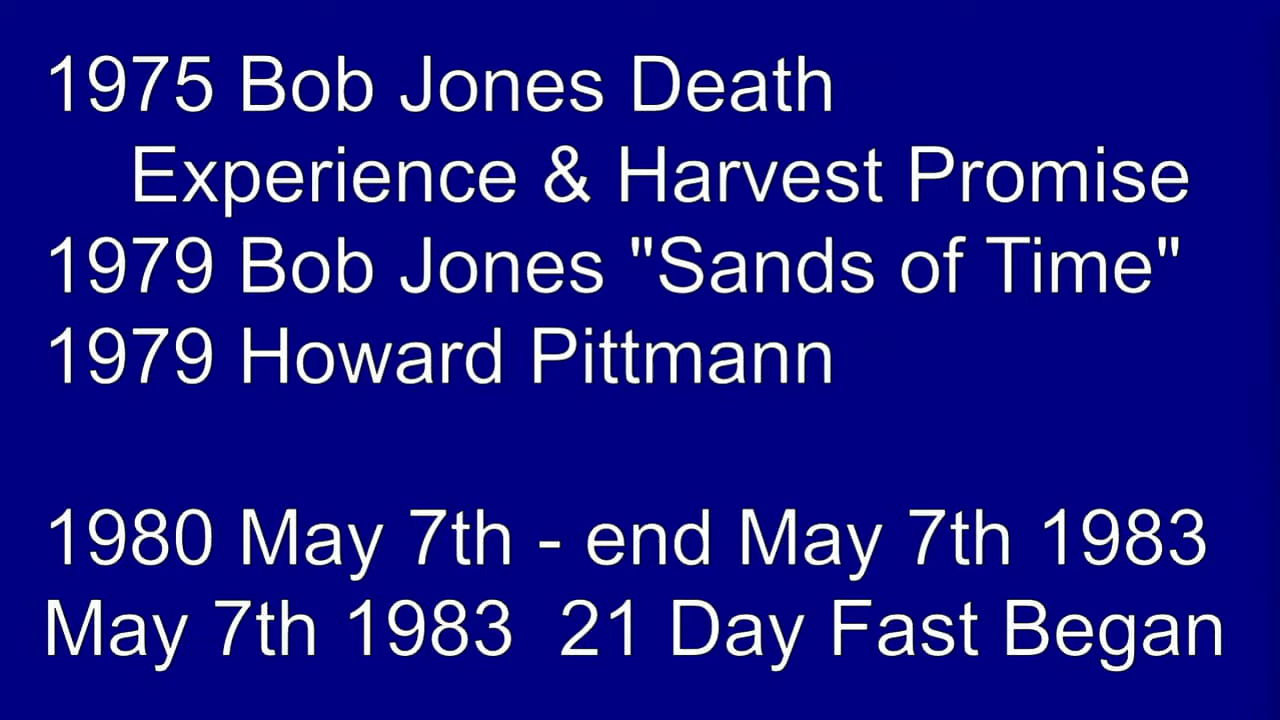 1975 Bob Jones Death
Experience & Harvest Promise
1979 Bob Jones "Sands of Time"
1979 Howard Pittmann
1980 May 7th - end May 7th 1983
May 7th 1983 21 Day Fast Began